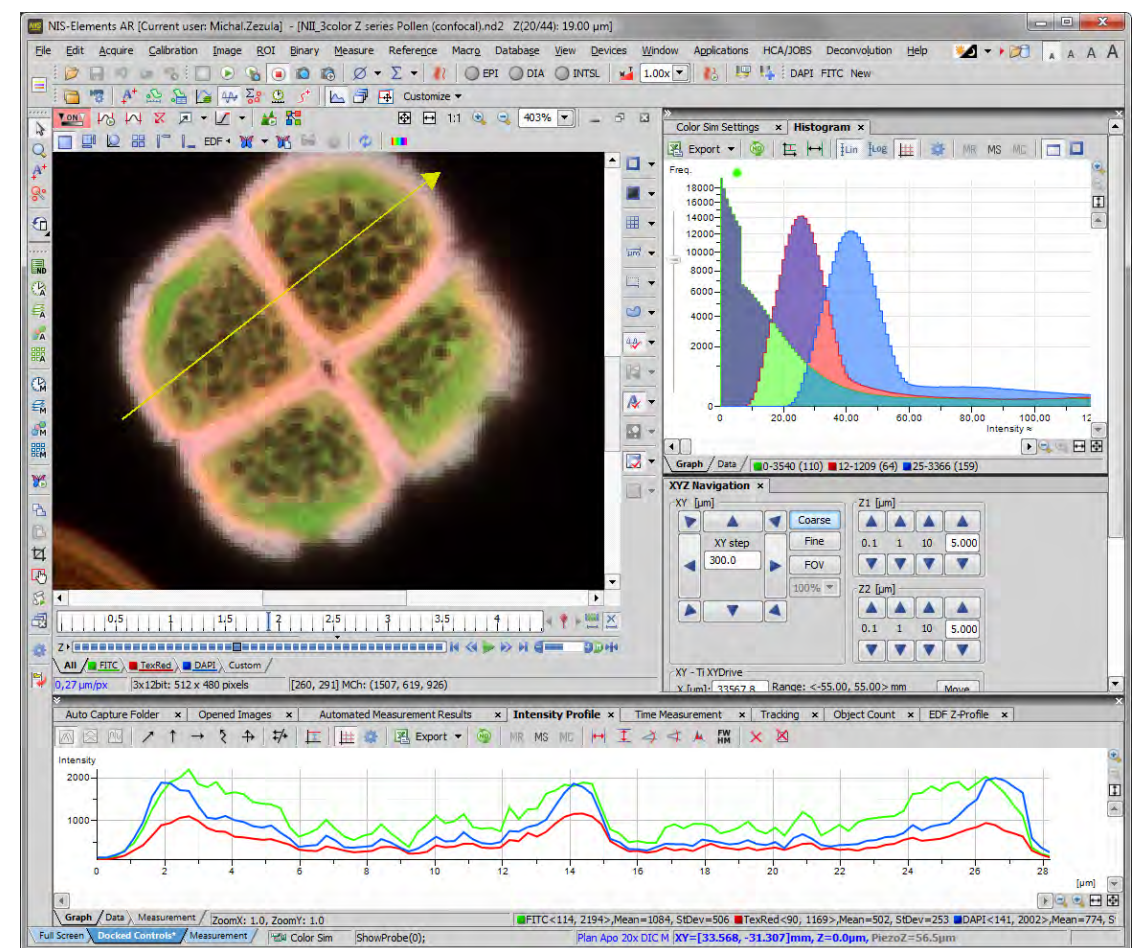 NIS-Elements AR [Current user: Michal.Zezula] - [NII_3color Z series Pollen (confocal).nd2 Z(20/44): 19.00 µm]
File Edit Acquire Calibration Image ROI Binary Measure Reference Macro Database View Devices Window Applications HCA/JOBS Deconvolution Help A A A A
EPI DIA INTSL 1.00x DAPI FITC New
Customize
ON 1:1 403%
EDF
Color Sim Settings x Histogram x
Export Lin Log MR MS MC
Freq.
18000
16000
14000
12000
10000
8000
6000
4000
2000
0
0 20,00 40,00 60,00 80,00 100,00 12
Intensity ≈
Graph Data 0-3540 (110) 12-1209 (64) 25-3366 (159)
XYZ Navigation x
XY [µm] Z1 [µm]
Coarse
XY step Fine 0.1 1 10 5.000
300.0
FOV
100% Z2 [µm]
0.1 1 10 5.000
XY - Ti XYDrive
X [µm]: 33567.8 Range: <-55.00, 55.00> mm Move
0.5 1 1.5 2 2.5 3 3.5 4
Z
All FITC TexRed DAPI Custom
0,27 µm/px 3x12bit: 512 x 480 pixels [260, 291] MCh: (1507, 619, 926)
Auto Capture Folder x Opened Images x Automated Measurement Results x Intensity Profile x Time Measurement x Tracking x Object Count x EDF Z-Profile x
Export MR MS MC FW HM
Intensity
2000
1000
0 2 4 6 8 10 12 14 16 18 20 22 24 26 28
[µm]
Graph Data Measurement ZoomX: 1.0, ZoomY: 1.0 FITC<114, 2194>,Mean=1084, StDev=506 TexRed<90, 1169>,Mean=502, StDev=253 DAPI<141, 2002>,Mean=774, S
Full Screen Docked Controls* Measurement Color Sim ShowProbe(0); Plan Apo 20x DIC M XY=[33.568, -31.307]mm, Z=0.0µm, PiezoZ=56.5µm